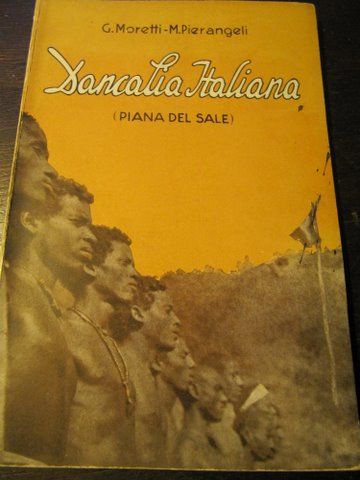 G. Moretti-M. Pierangeli
Dancalia Italiana
(PIANA DEL SALE)